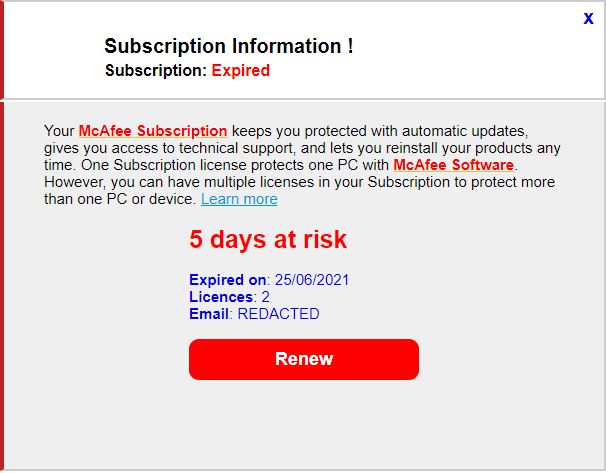 x
Subscription Information !
Subscription: Expired
Your McAfee Subscription keeps you protected with automatic updates,
gives you access to technical support, and lets you reinstall your products any
time. One Subscription license protects one PC with McAfee Software.
However, you can have multiple licenses in your Subscription to protect more
than one PC or device. Learn more
5 days at risk
Expired on: 25/06/2021
Licences: 2
Email: REDACTED
Renew